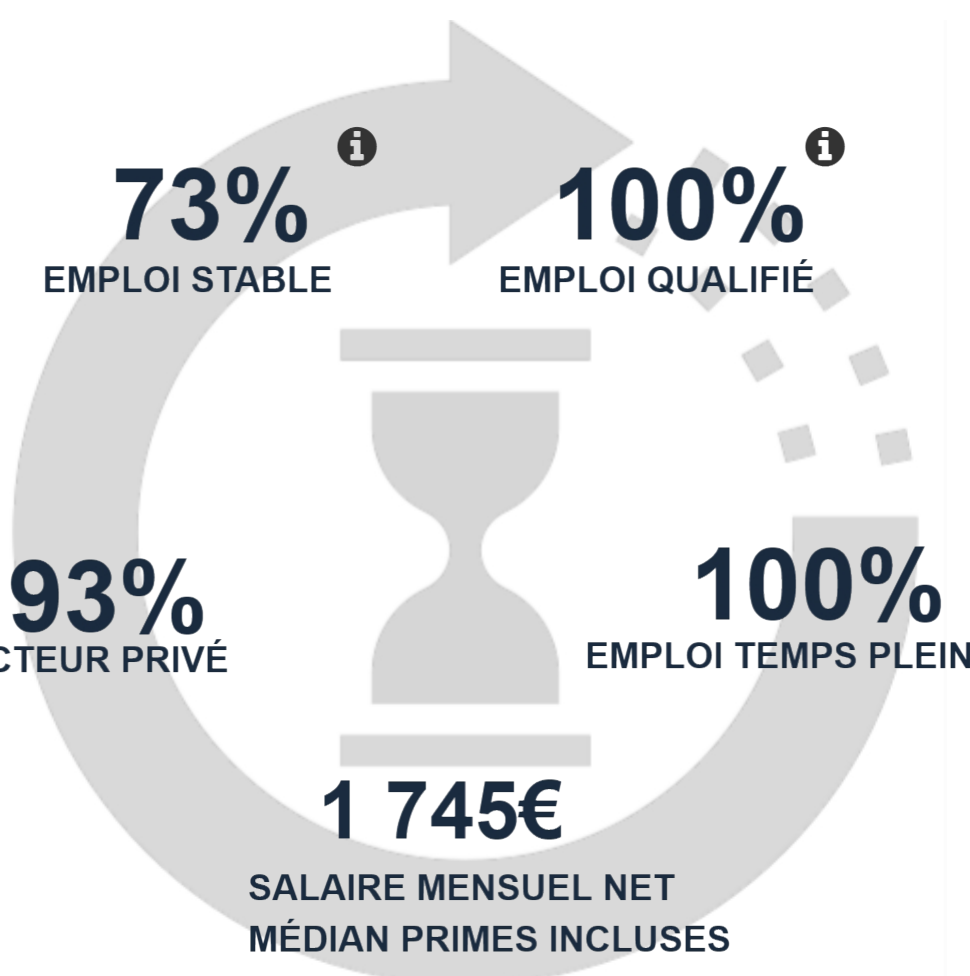 73%
EMPLOI STABLE
100%
EMPLOI QUALIFIÉ
93%
CTEUR PRIVÉ
100%
EMPLOI TEMPS PLEIN
1 745€
SALAIRE MENSUEL NET
MÉDIAN PRIMES INCLUSES